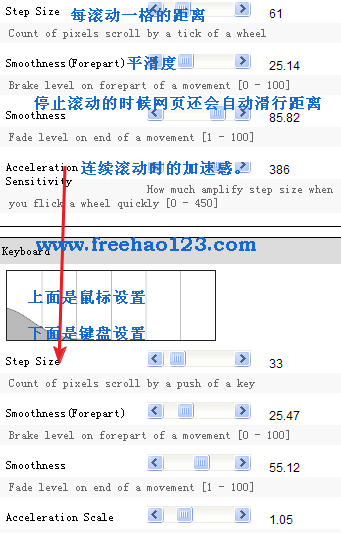 每滚动一格的距离
Step Size 61
Count of pixels scroll by a tick of a wheel
Smoothness(Forepart) 平滑度 25.14
Brake level on forepart of a movement [0 - 100]
停止滚动的时候网页还会自动滑行距离
Smoothness 85.82
Fade level on end of a movement [1 - 100]
Acceleration 连续滚动时的加速感。 386
Sensitivity
How much amplify step size when
you flick a wheel quickly [0 - 450]
www.freehao123.com
Keyboard
上面是鼠标设置
下面是键盘设置
Step Size 33
Count of pixels scroll by a push of a key
Smoothness(Forepart) 25.47
Brake level on forepart of a movement [0 - 100]
Smoothness 55.12
Fade level on end of a movement [1 - 100]
Acceleration Scale 1.05